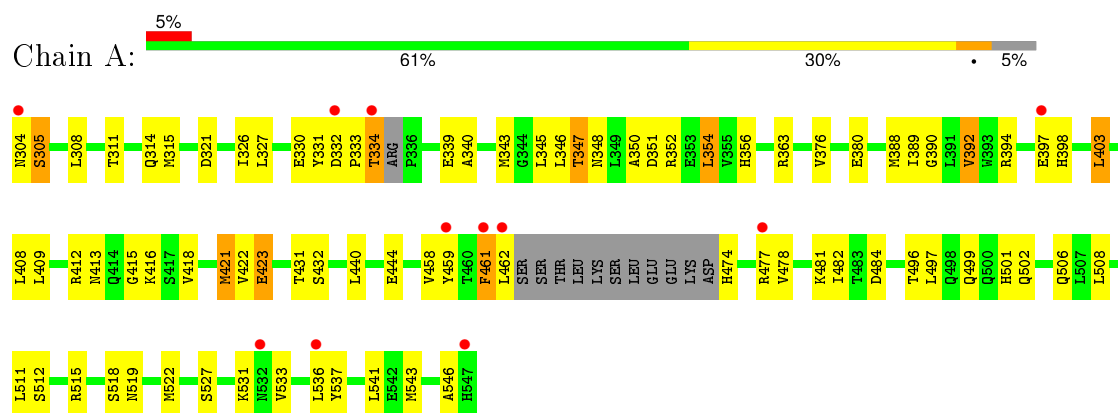 5%
Chain A:
61% 30% • 5%
N304 S305 L308 T311 Q314 M315 D321 I326 L327 E330 Y331 D332 P333 T334 ARG P336 E339 A340 M343 G344 L345 L346 T347 N348 L349 A350 D351 R352 E353 L354 V355 H356 R363 V376 E380 M388 I389 G390 L391 V392 W393 R394 E397 H398 L403
L408 L409 R412 N413 Q414 G415 K416 S417 V418 M421 V422 E423 T431 S432 L440 E444 V458 Y459 T460 F461 L462 SER SER THR LEU LYS SER LEU GLU GLU LYS ASP H474 R477 V478 K481 I482 T483 D484 T496 L497 Q498 Q499 Q500 H501 Q502 Q506 L507 L508
L511 S512 R515 S518 N519 M522 S527 K531 N532 V533 L536 Y537 L541 E542 M543 A546 H547